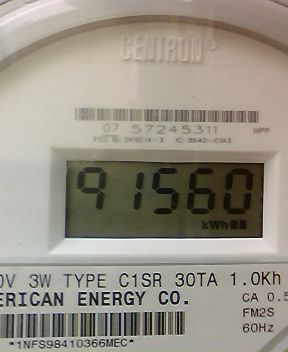 CENTRON®
07 57245311 HPP
91560
kWh
0V 3W TYPE C1SR 30TA 1.0Kh
ERICAN ENERGY CO. CA 0.5
FM2S
60Hz
*1NFS98410366MEC*